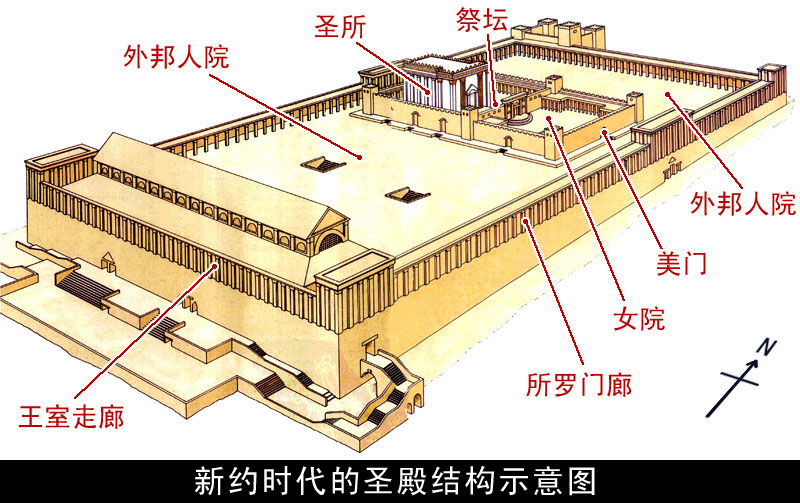 祭坛
圣所
外邦人院
外邦人院
美门
女院
所罗门廊
王室走廊
N
新约时代的圣殿结构示意图